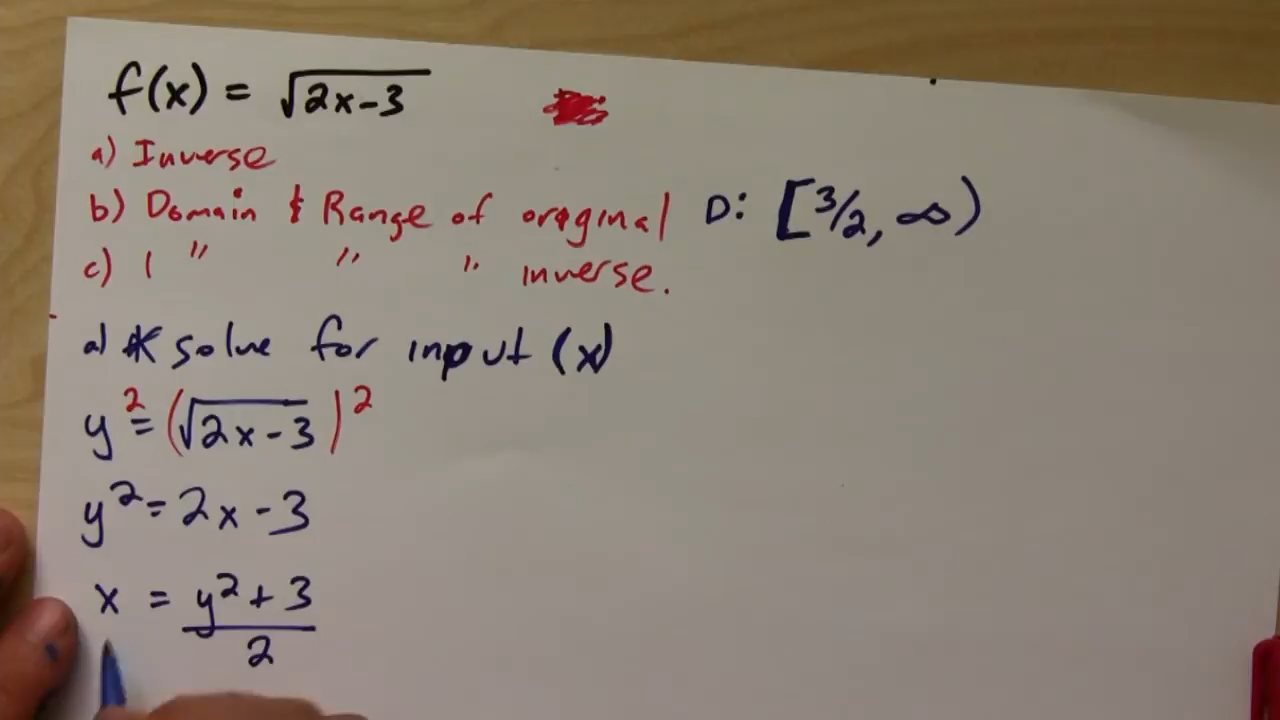 f(x) = √2x-3
a) Inverse
b) Domain & Range of original D: [3/2, ∞)
c) " " " inverse.
a) * solve for input (x)
y² = (√2x-3)²
y² = 2x-3
x = y²+3
2